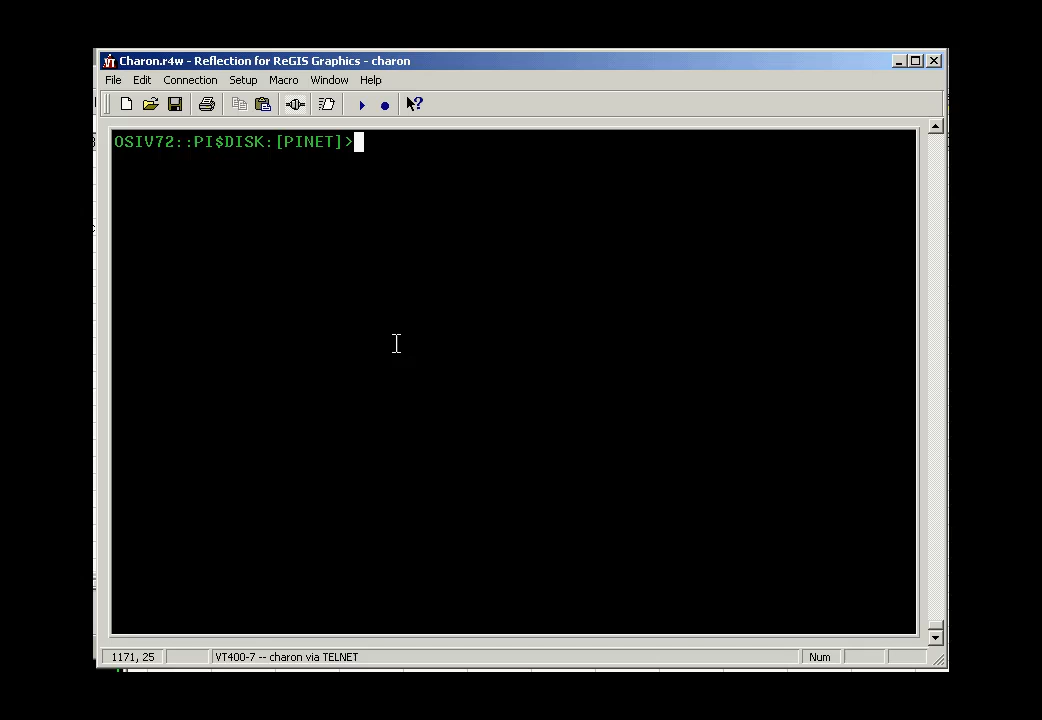 Charon.r4w - Reflection for ReGIS Graphics - charon
File Edit Connection Setup Macro Window Help
OSIV72::PI$DISK:[PINET]>
1171, 25 VT400-7 -- charon via TELNET Num